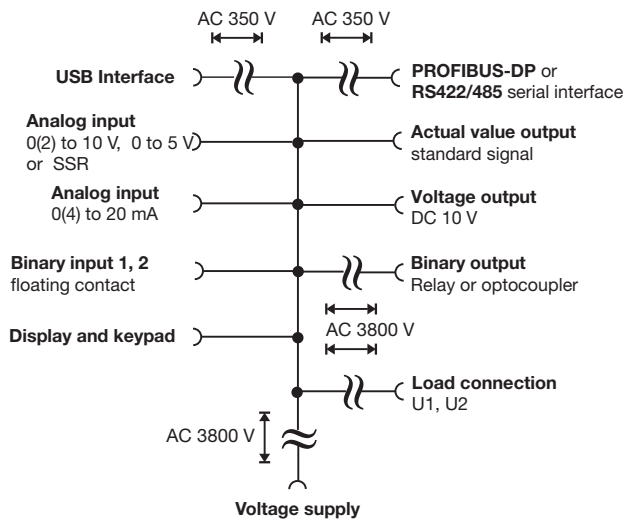 AC 350 V
AC 350 V
USB Interface
PROFIBUS-DP or
RS422/485 serial interface
Analog input
0(2) to 10 V, 0 to 5 V
or SSR
Actual value output
standard signal
Analog input
0(4) to 20 mA
Voltage output
DC 10 V
Binary input 1, 2
floating contact
Binary output
Relay or optocoupler
Display and keypad
AC 3800 V
Load connection
U1, U2
AC 3800 V
Voltage supply